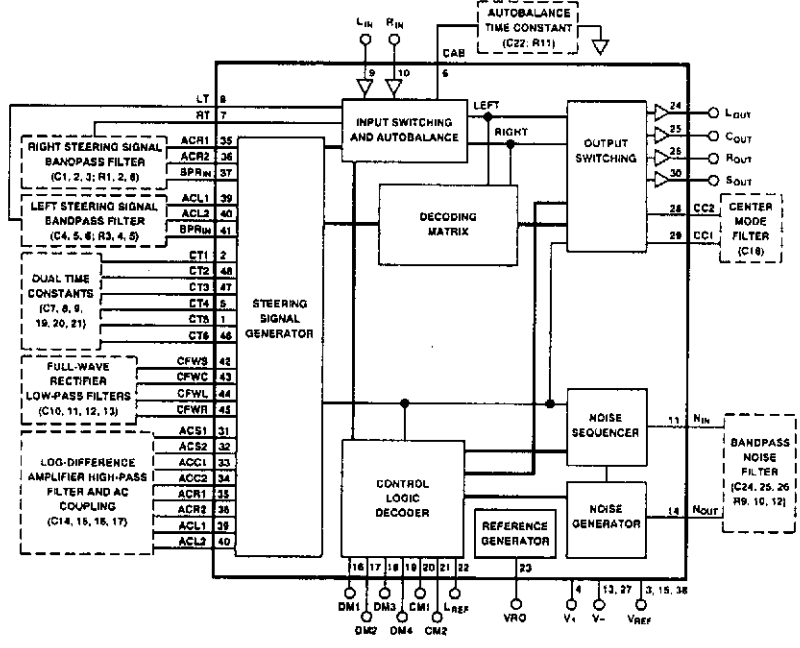 AUTOBALANCE
TIME CONSTANT
(C22; R11)
LIN
RIN
CAB
9
10
6
LT 8
RT 7
INPUT SWITCHING
AND AUTOBALANCE
LEFT
RIGHT
OUTPUT
SWITCHING
24 LOUT
25 COUT
26 ROUT
30 SOUT
28 CC2
29 CC1
CENTER
MODE
FILTER
(C18)
RIGHT STEERING SIGNAL
BANDPASS FILTER
(C1, 2, 3; R1, 2, 6)
ACR1 35
ACR2 36
BPRIN 37
LEFT STEERING SIGNAL
BANDPASS FILTER
(C4, 5, 6; R3, 4, 5)
ACL1 39
ACL2 40
BPRIN 41
DECODING
MATRIX
DUAL TIME
CONSTANTS
(C7, 8, 9,
19, 20, 21)
CT1 2
CT2 48
CT3 47
CT4 5
CT5 1
CT6 46
STEERING
SIGNAL
GENERATOR
FULL-WAVE
RECTIFIER
LOW-PASS FILTERS
(C10, 11, 12, 13)
CFWS 42
CFWC 43
CFWL 44
CFWR 45
LOG-DIFFERENCE
AMPLIFIER HIGH-PASS
FILTER AND AC
COUPLING
(C14, 15, 16, 17)
ACS1 31
ACS2 32
ACC1 33
ACC2 34
ACR1 35
ACR2 36
ACL1 39
ACL2 40
CONTROL
LOGIC
DECODER
NOISE
SEQUENCER
NOISE
GENERATOR
REFERENCE
GENERATOR
11 NIN
14 NOUT
BANDPASS
NOISE
FILTER
(C24, 25, 26
R9, 10, 12)
16 17 18 19 20 21 22
23
4
13, 27
3, 15, 38
DM1
DM2
DM3
DM4
CM1
CM2
LREF
VRO
V+
V–
VREF